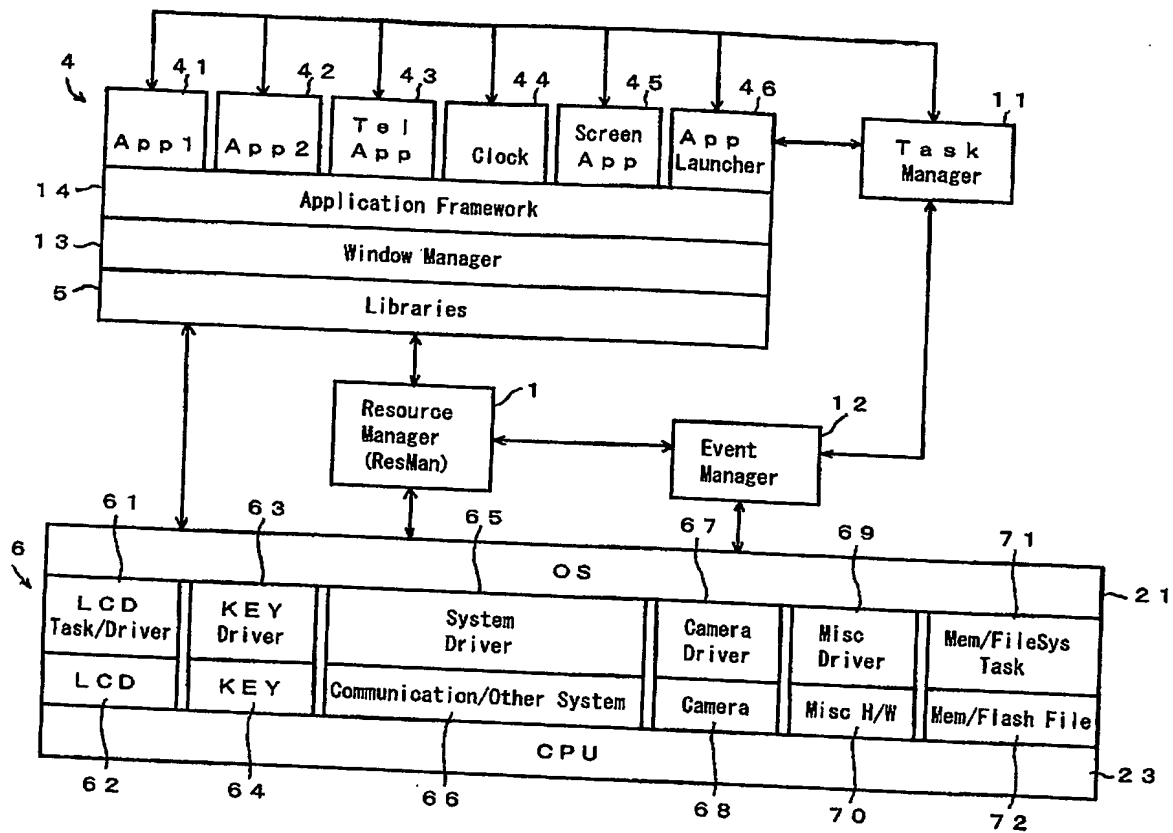 4
41
42
43
44
45
46
11
App1
App2
Tel
App
Clock
Screen
App
App
Launcher
Task
Manager
14
Application Framework
13
Window Manager
5
Libraries
1
Resource
Manager
(ResMan)
12
Event
Manager
6
61
63
65
67
69
71
OS
21
LCD
Task/Driver
KEY
Driver
System
Driver
Camera
Driver
Misc
Driver
Mem/FileSys
Task
LCD
KEY
Communication/Other System
Camera
Misc H/W
Mem/Flash File
CPU
23
62
64
66
68
70
72